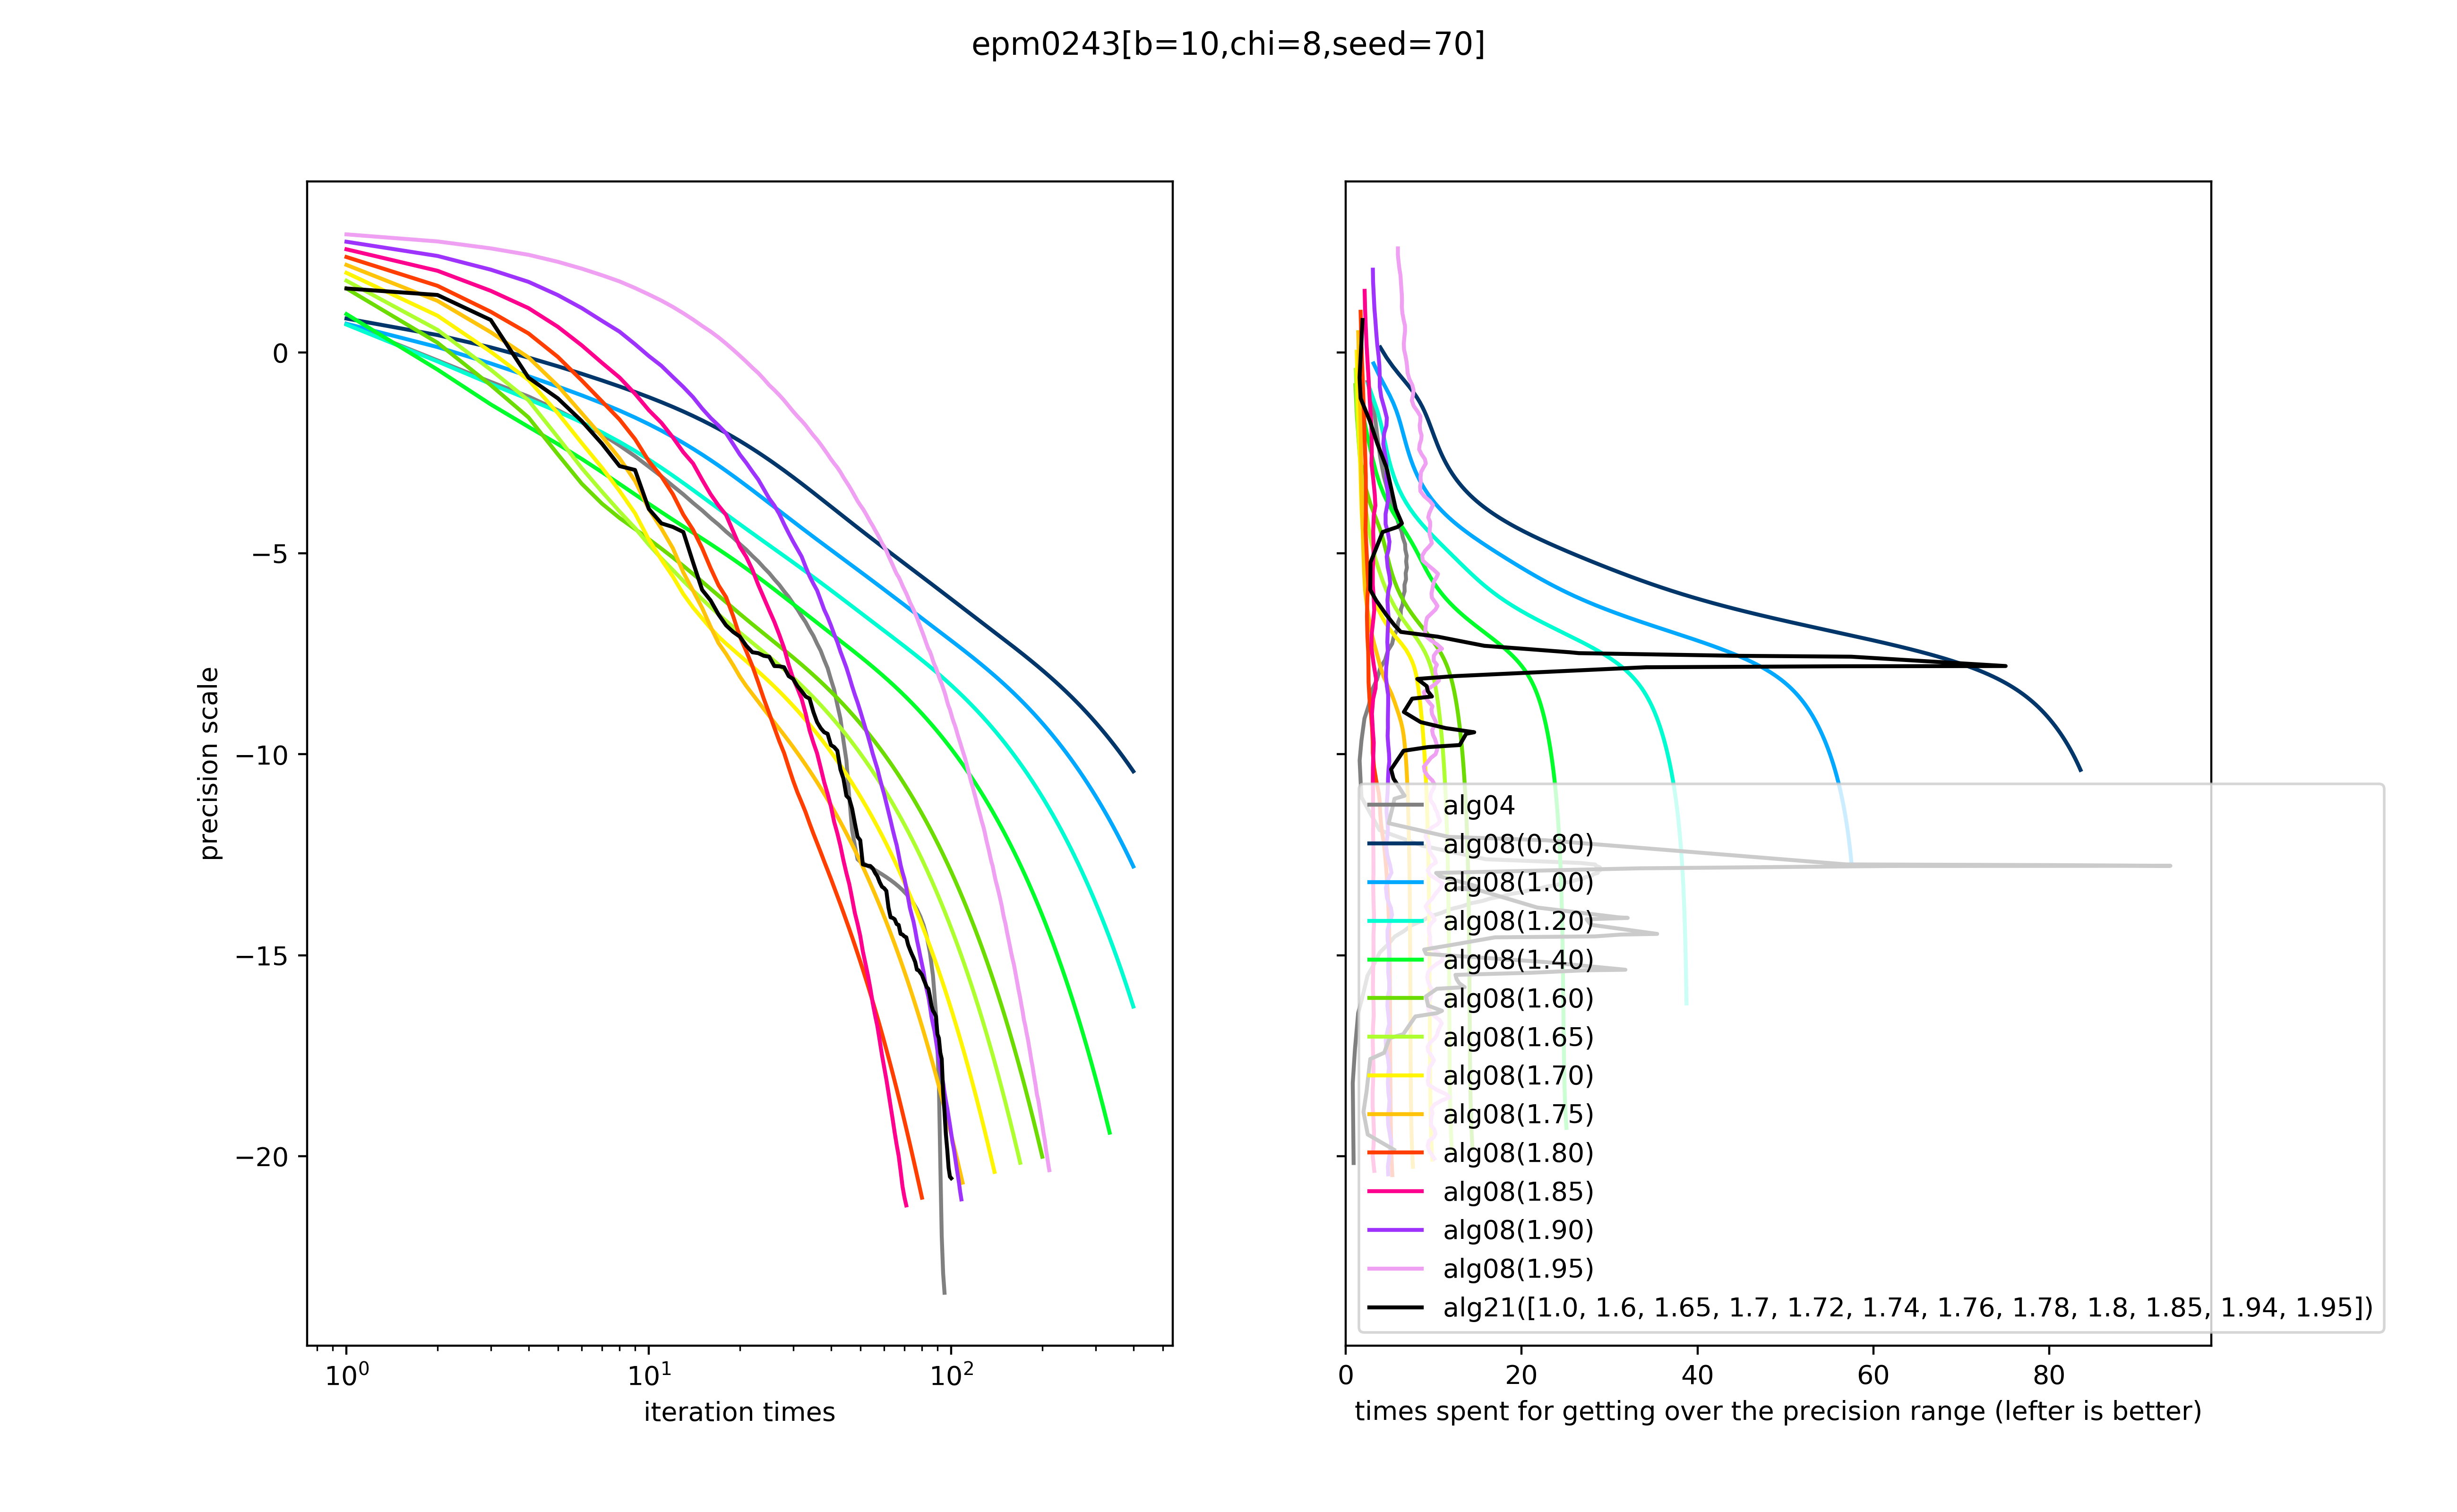 epm0243[b=10,chi=8,seed=70]
precision scale
0
−5
−10
−15
−20
10⁰
10¹
10²
iteration times
alg04
alg08(0.80)
alg08(1.00)
alg08(1.20)
alg08(1.40)
alg08(1.60)
alg08(1.65)
alg08(1.70)
alg08(1.75)
alg08(1.80)
alg08(1.85)
alg08(1.90)
alg08(1.95)
alg21([1.0, 1.6, 1.65, 1.7, 1.72, 1.74, 1.76, 1.78, 1.8, 1.85, 1.94, 1.95])
0 20 40 60 80
times spent for getting over the precision range (lefter is better)